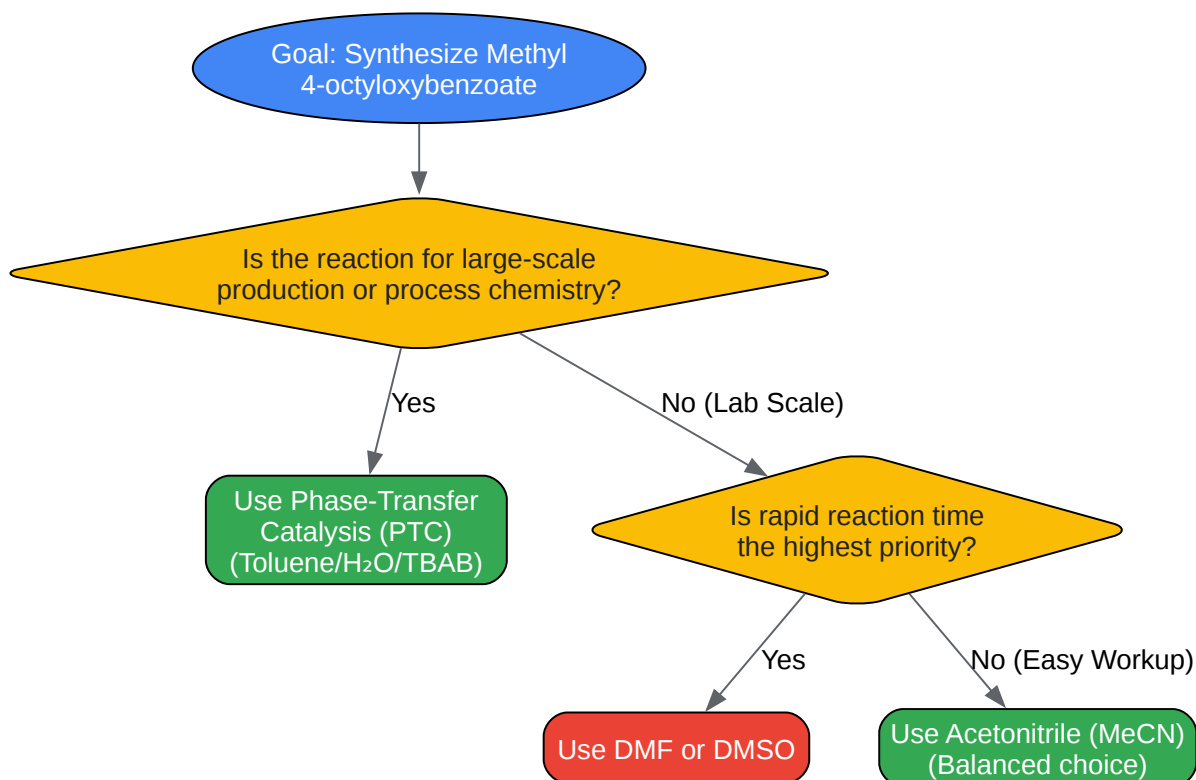 Goal: Synthesize Methyl
4-octyloxybenzoate
Is the reaction for large-scale
production or process chemistry?
Yes
No (Lab Scale)
Use Phase-Transfer
Catalysis (PTC)
(Toluene/H₂O/TBAB)
Is rapid reaction time
the highest priority?
Yes
No (Easy Workup)
Use DMF or DMSO
Use Acetonitrile (MeCN)
(Balanced choice)